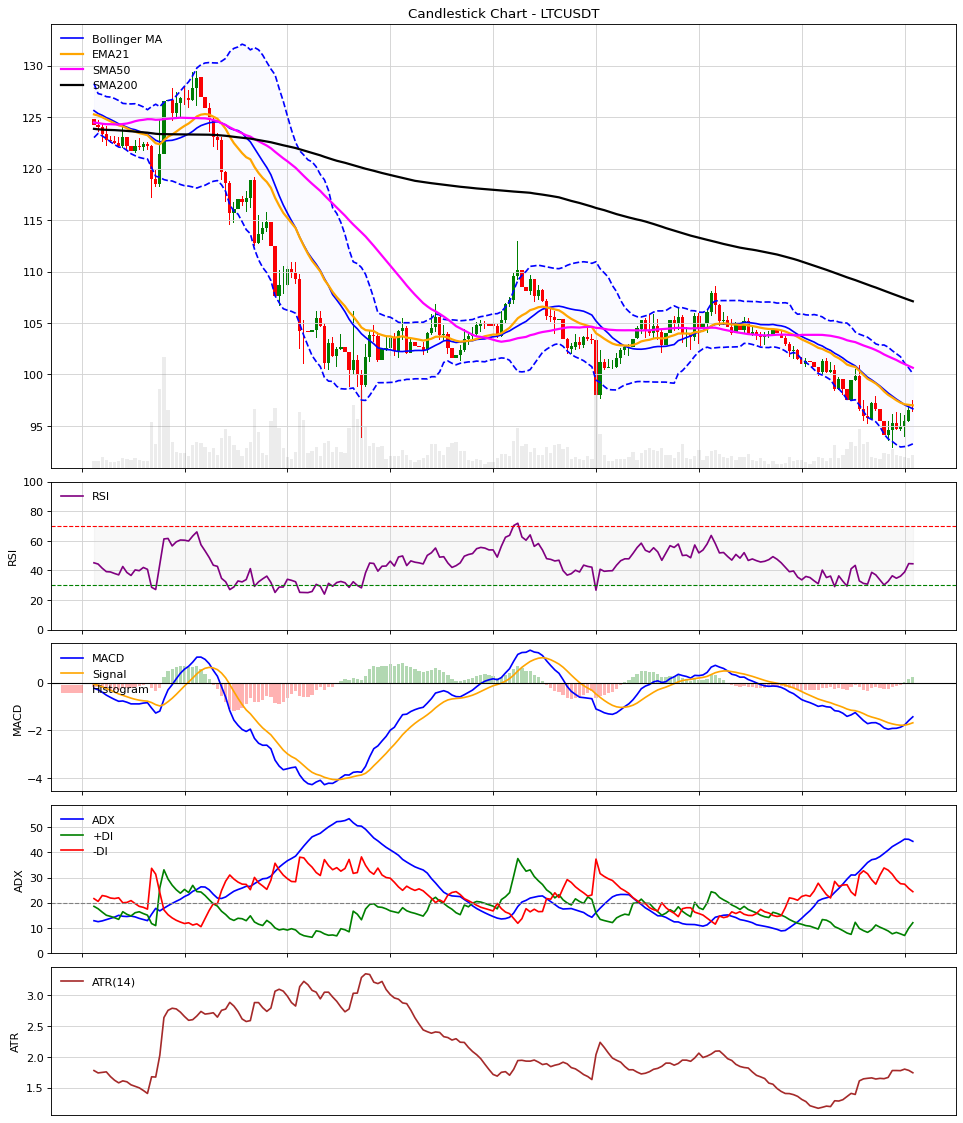 Candlestick Chart - LTCUSDT
Bollinger MA
EMA21
SMA50
SMA200
130
125
120
115
110
105
100
95
RSI
100
80
60
40
20
0
RSI
MACD
Signal
Histogram
0
−2
−4
MACD
ADX
+DI
-DI
50
40
30
20
10
0
ADX
ATR(14)
3.0
2.5
2.0
1.5
ATR